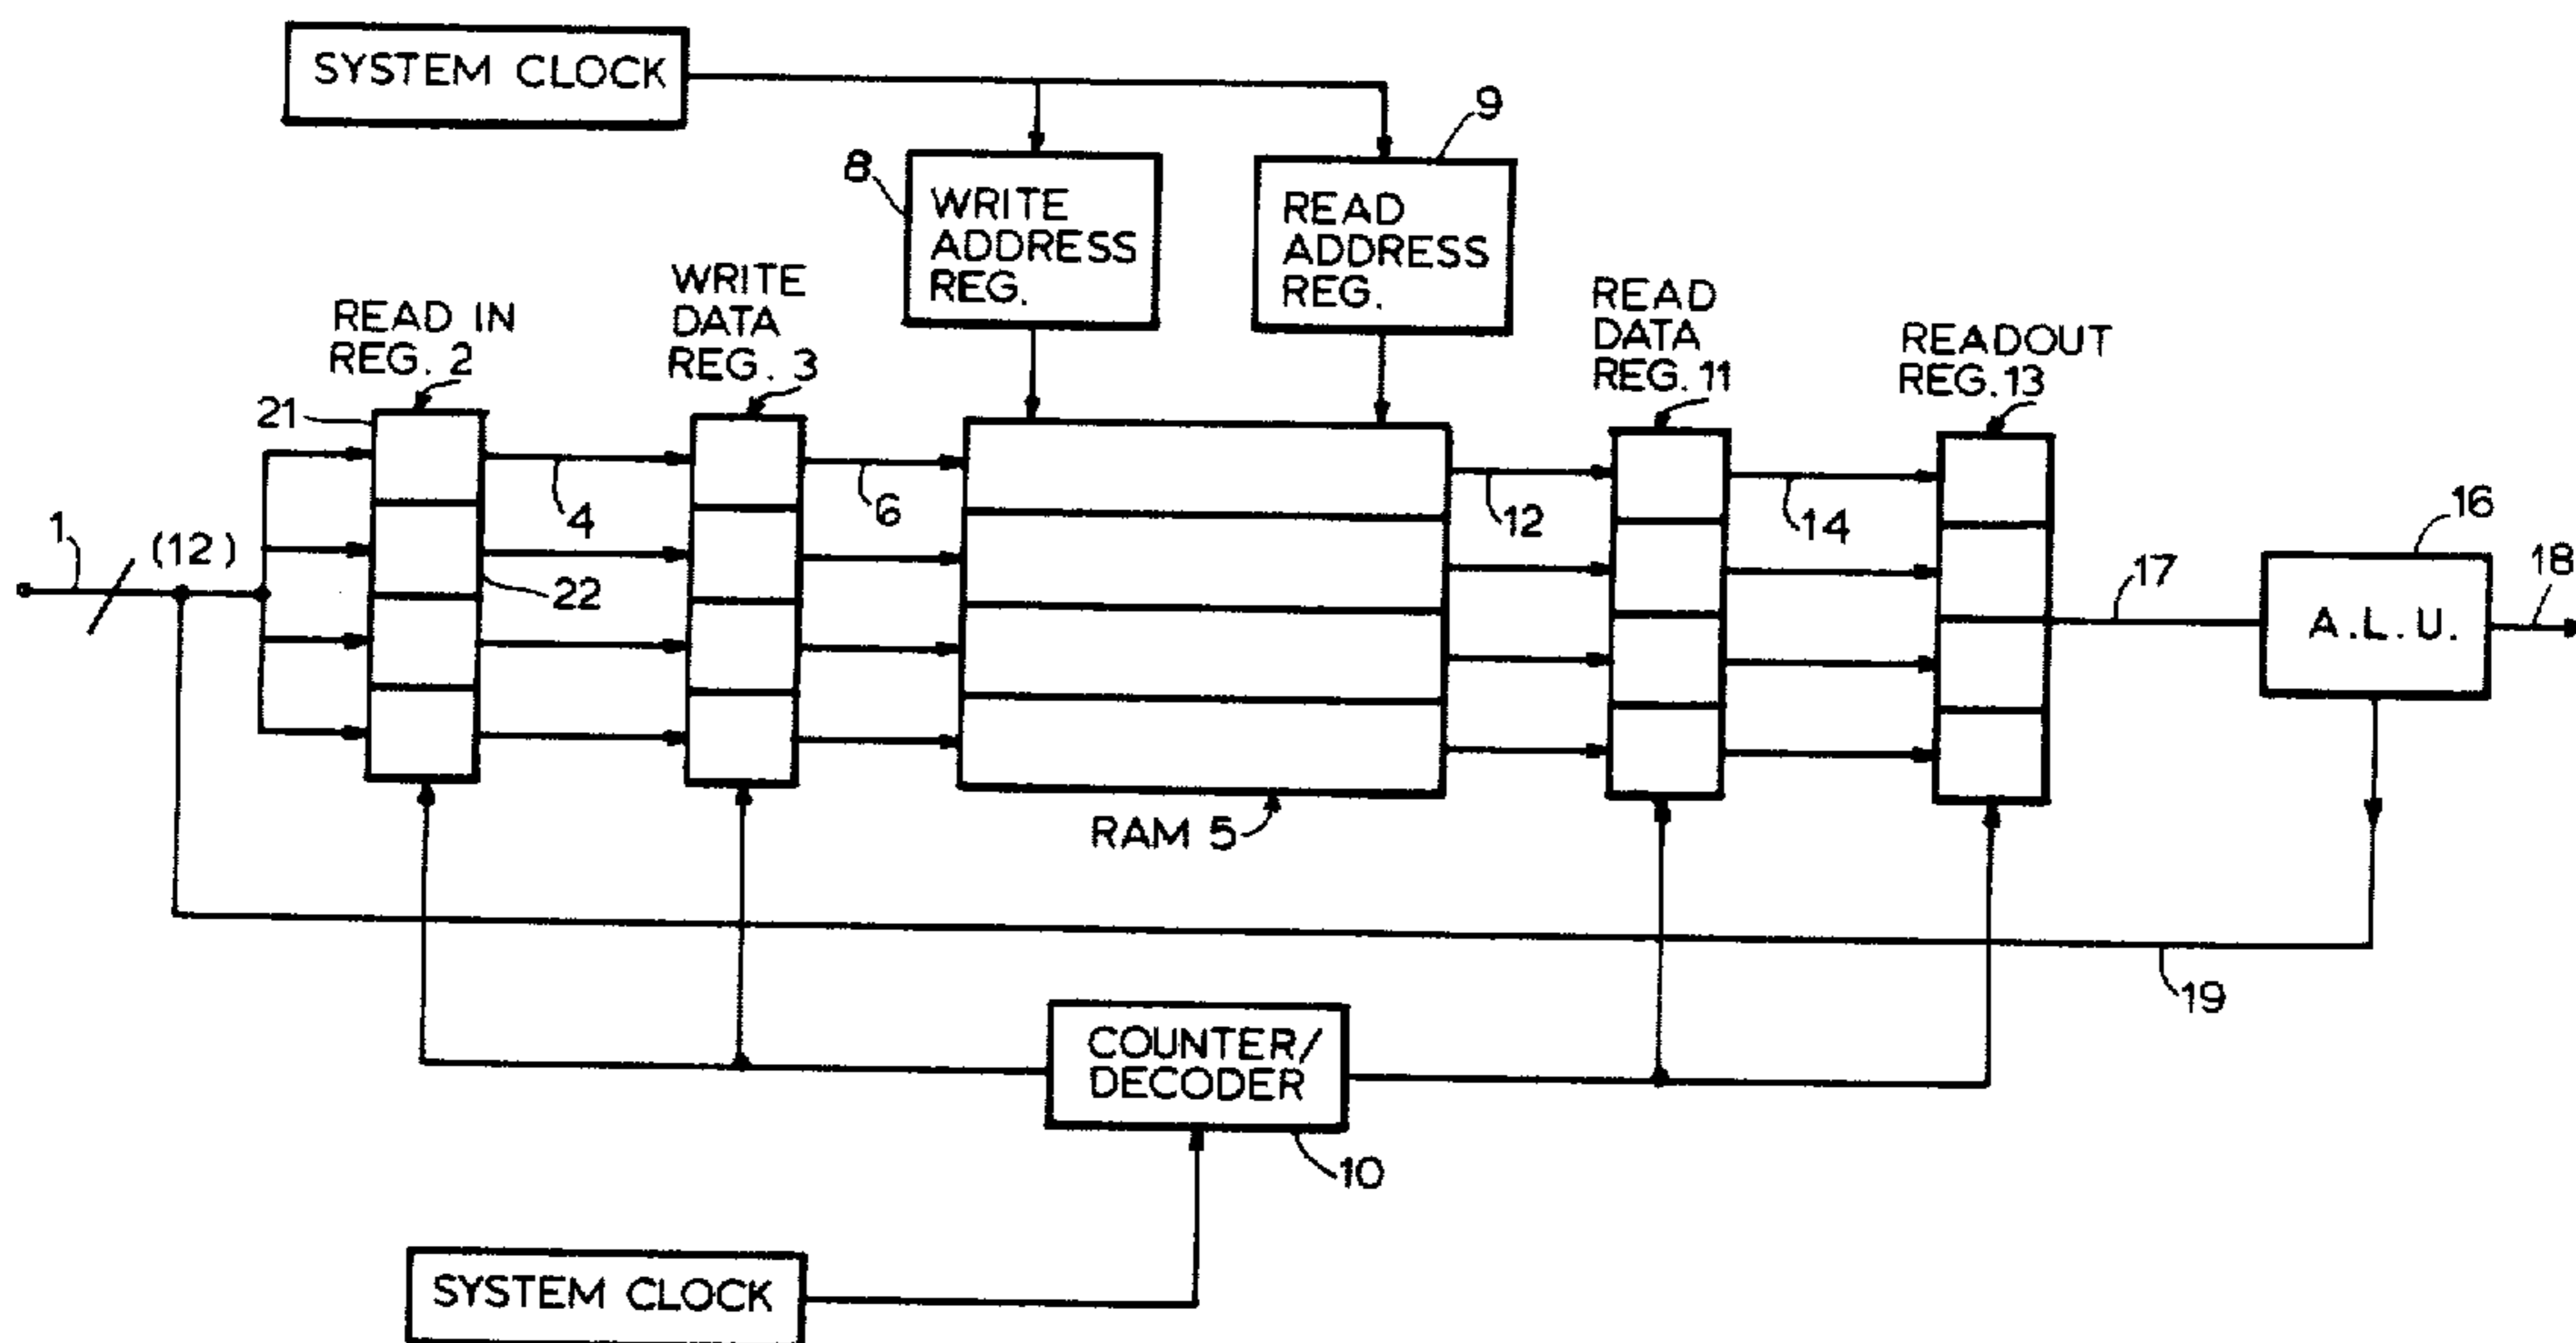 SYSTEM CLOCK
9
8
WRITE
ADDRESS
REG.
READ
ADDRESS
REG.
READ IN
REG. 2
WRITE
DATA
REG. 3
READ
DATA
REG. 11
READOUT
REG. 13
21
4
6
12
14
16
1
(12)
22
17
18
A.L.U.
RAM 5
19
COUNTER/
DECODER
10
SYSTEM CLOCK